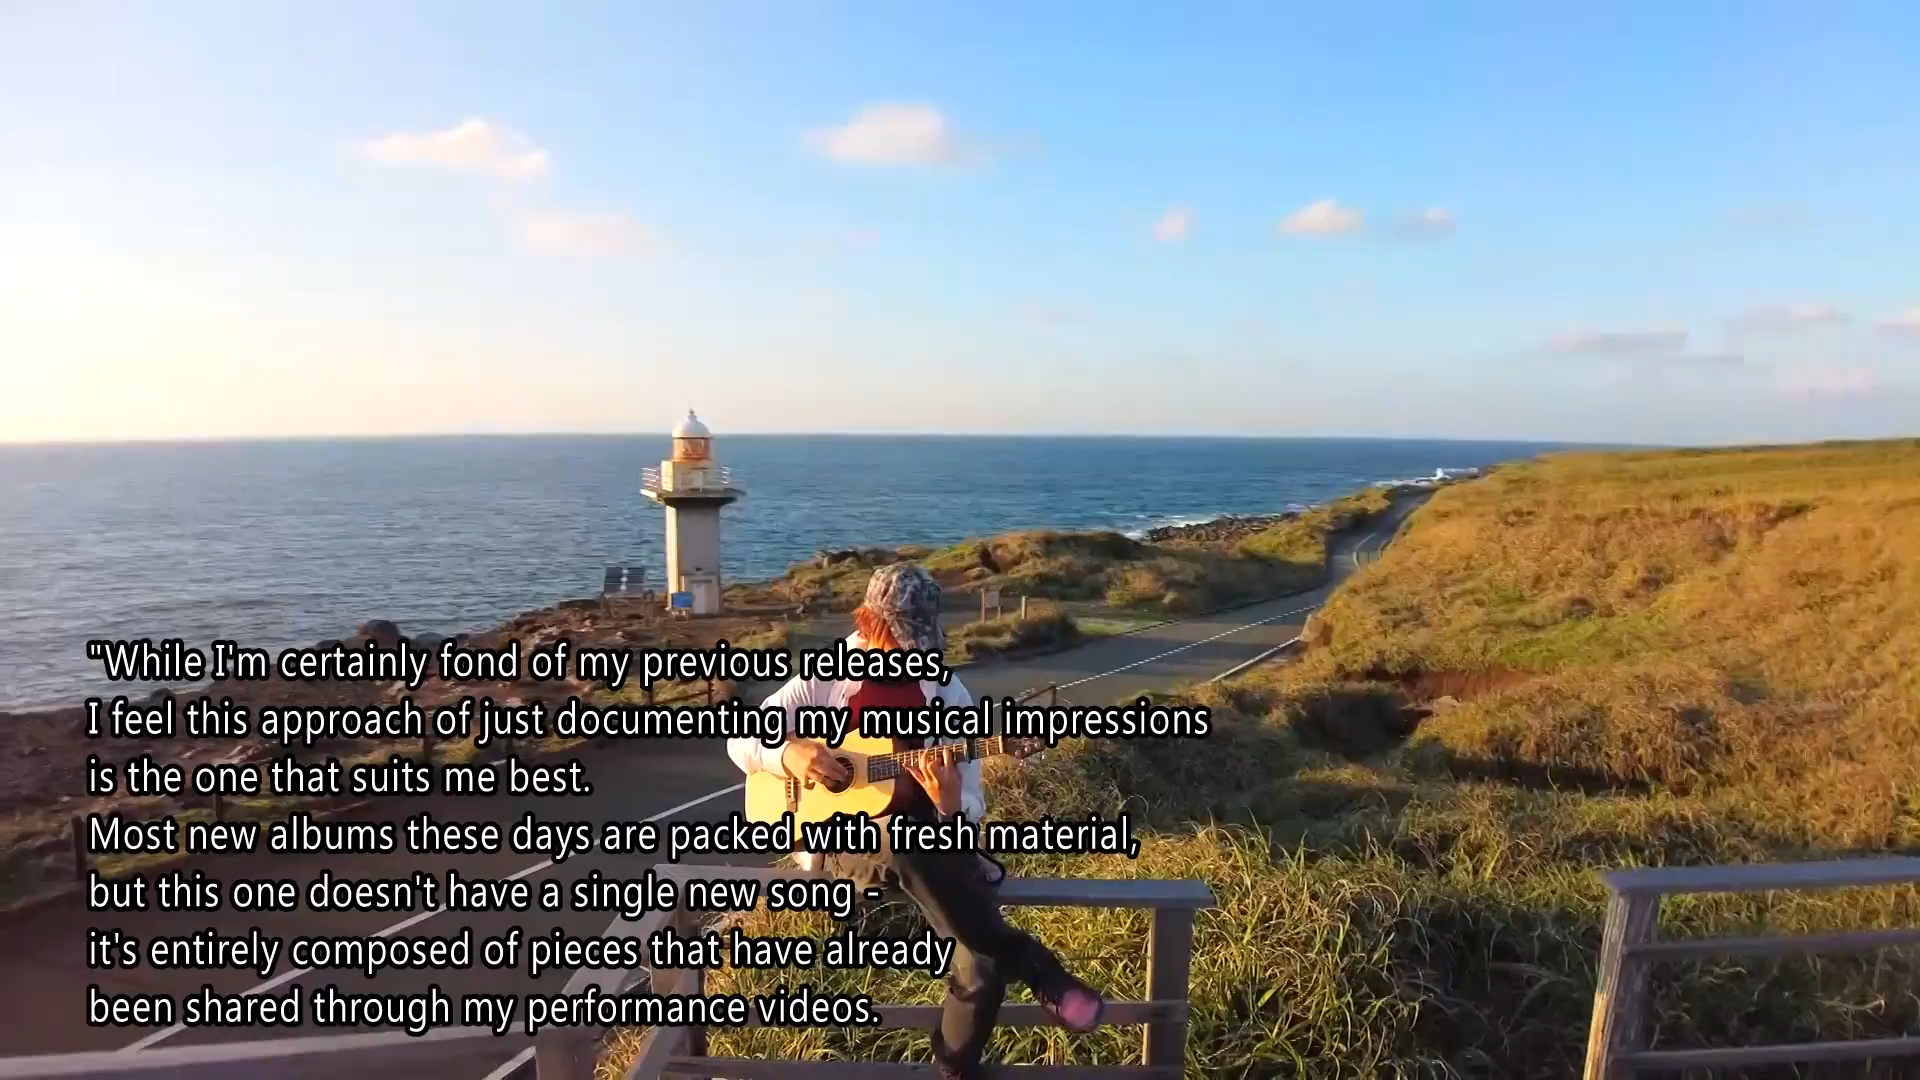 "While I'm certainly fond of my previous releases,
I feel this approach of just documenting my musical impressions
is the one that suits me best.
Most new albums these days are packed with fresh material,
but this one doesn't have a single new song -
it's entirely composed of pieces that have already
been shared through my performance videos.